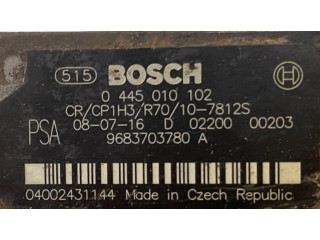 515 BOSCH
0 445 010 102
CR/CP1H3/R70/10-7812S
PSA 08-07-16 D 02200 00203
9683703780 A
04002431144 Made in Czech Republic